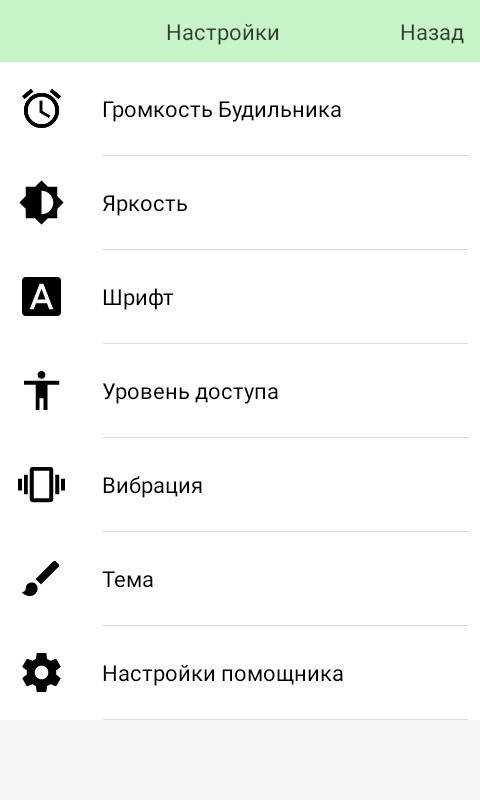 Настройки Назад
Громкость Будильника
Яркость
Шрифт
Уровень доступа
Вибрация
Тема
Настройки помощника